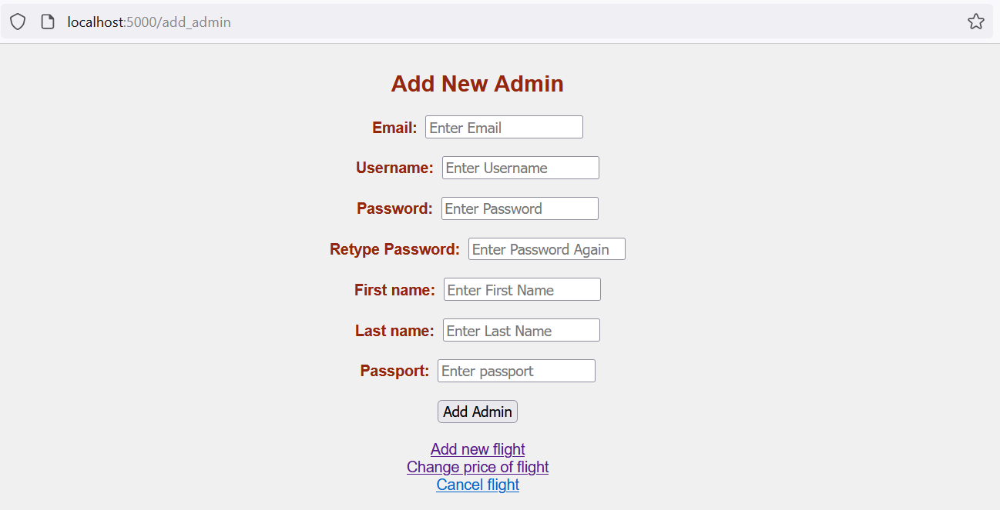 localhost:5000/add_admin
Add New Admin
Email: Enter Email
Username: Enter Username
Password: Enter Password
Retype Password: Enter Password Again
First name: Enter First Name
Last name: Enter Last Name
Passport: Enter passport
Add Admin
Add new flight
Change price of flight
Cancel flight